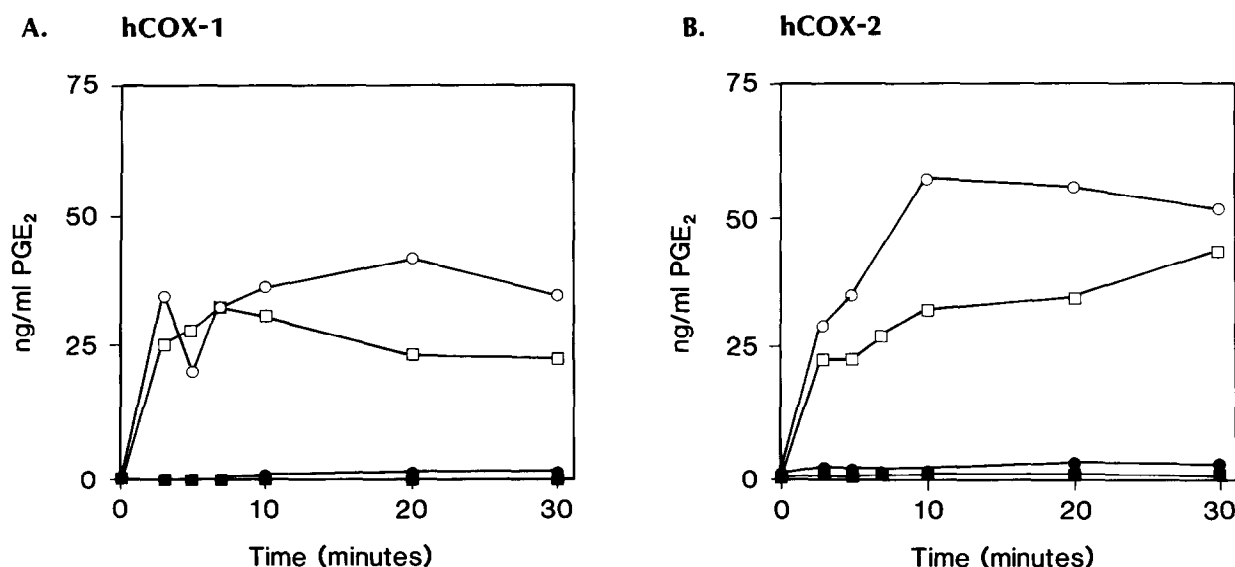 A. hCOX-1
75
50
25
0
ng/ml PGE₂
0 10 20 30
Time (minutes)
B. hCOX-2
75
50
25
0
ng/ml PGE₂
0 10 20 30
Time (minutes)